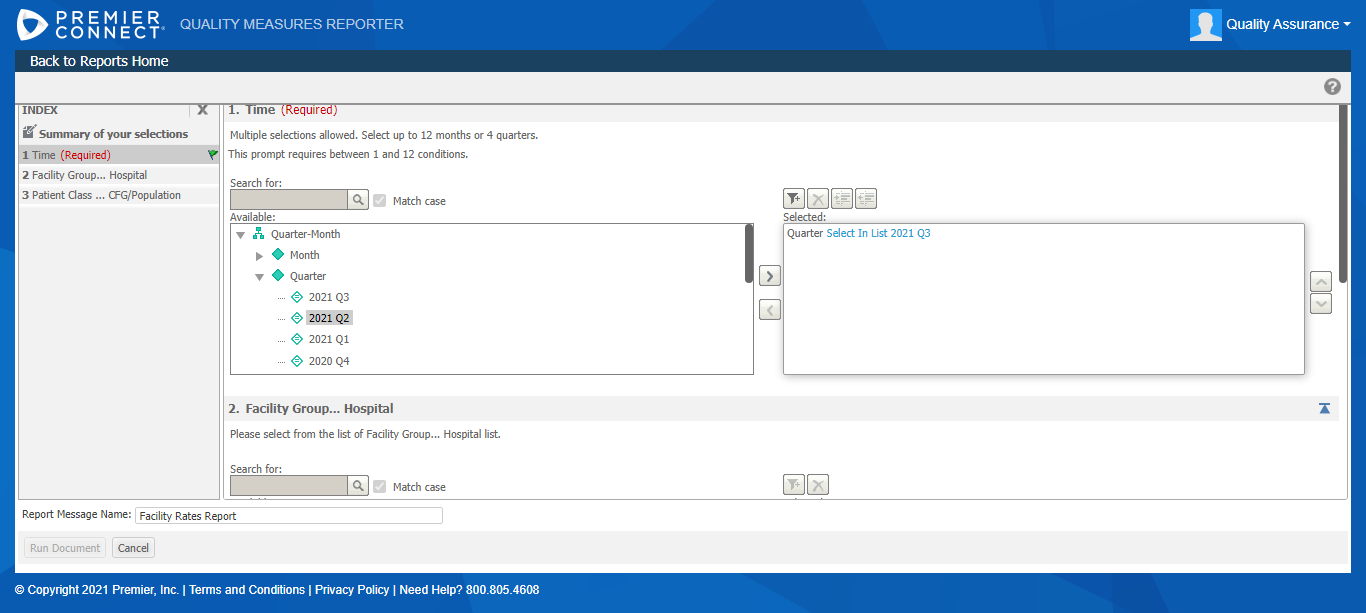 PREMIER CONNECT QUALITY MEASURES REPORTER
Quality Assurance
Back to Reports Home
INDEX X
Summary of your selections
1 Time (Required)
2 Facility Group... Hospital
3 Patient Class ... CFG/Population
1. Time (Required)
Multiple selections allowed. Select up to 12 months or 4 quarters.
This prompt requires between 1 and 12 conditions.
Search for:
Match case
Available:
Quarter-Month
Month
Quarter
2021 Q3
2021 Q2
2021 Q1
2020 Q4
Selected:
Quarter Select In List 2021 Q3
2. Facility Group... Hospital
Please select from the list of Facility Group... Hospital list.
Search for:
Match case
Report Message Name: Facility Rates Report
Run Document Cancel
© Copyright 2021 Premier, Inc. | Terms and Conditions | Privacy Policy | Need Help? 800.805.4608